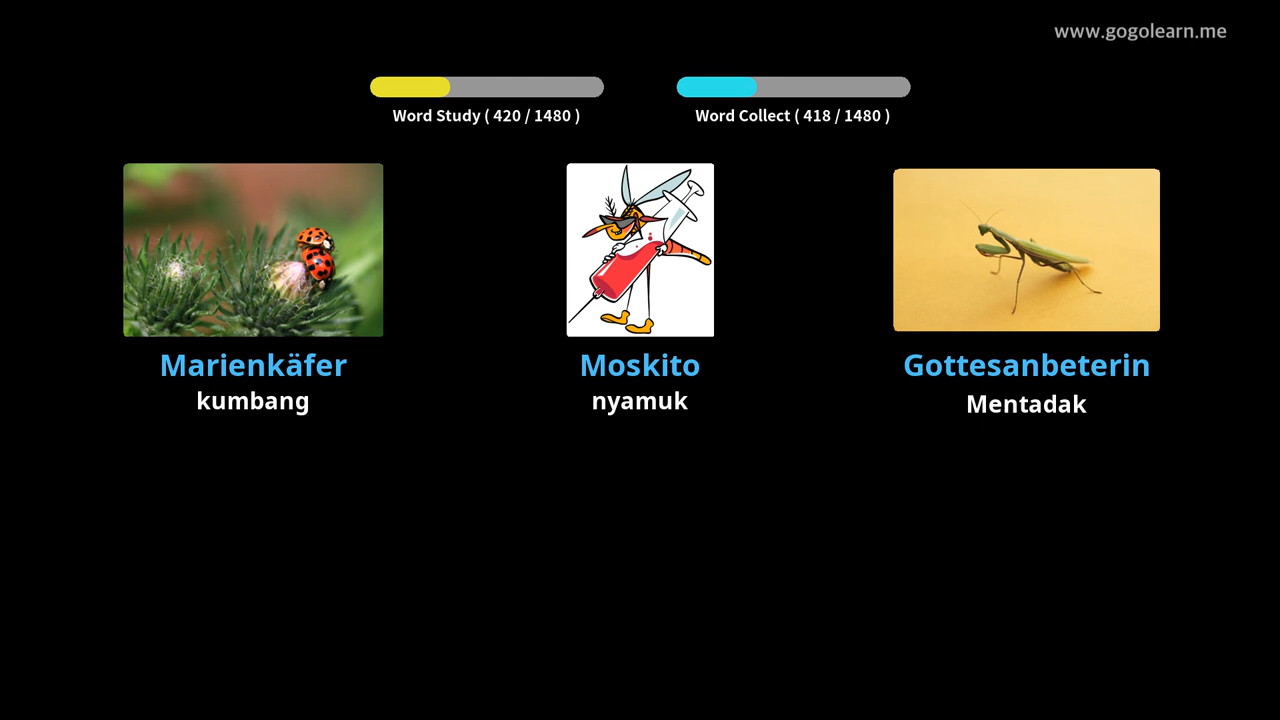 www.gogolearn.me
Word Study ( 420 / 1480 )
Word Collect ( 418 / 1480 )
Marienkäfer
kumbang
Moskito
nyamuk
Gottesanbeterin
Mentadak